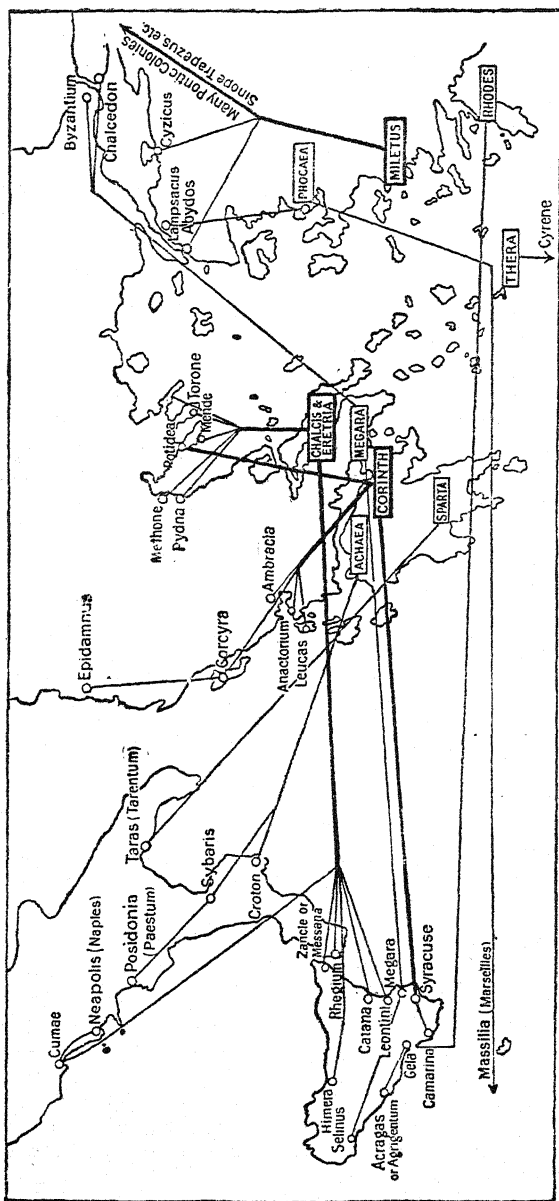 Cumae
Neapolis (Naples)
Posidonia
(Paestum)
Taras (Tarentum)
Sybaris
Croton
Epidamnus
Corcyra
Ambracia
Anactorium
Leucas
Methone
Pydna
Potidea
Torone
Mende
Byzantium
Chalcedon
Many Pontic Colonies
Sinope Trapezus etc.
Cyzicus
Lampsacus
Abydos
PHOCAEA
MILETUS
RHODES
THERA
Cyrene
CHALCIS &
ERETRIA
MEGARA
CORINTH
ACHAEA
SPARTA
Zancle or
Messana
Rhegium
Himera
Selinus
Catana
Leontini
Megara
Syracuse
Acragas
or Agrigentum
Gela
Camarina
Massilia (Marseilles)